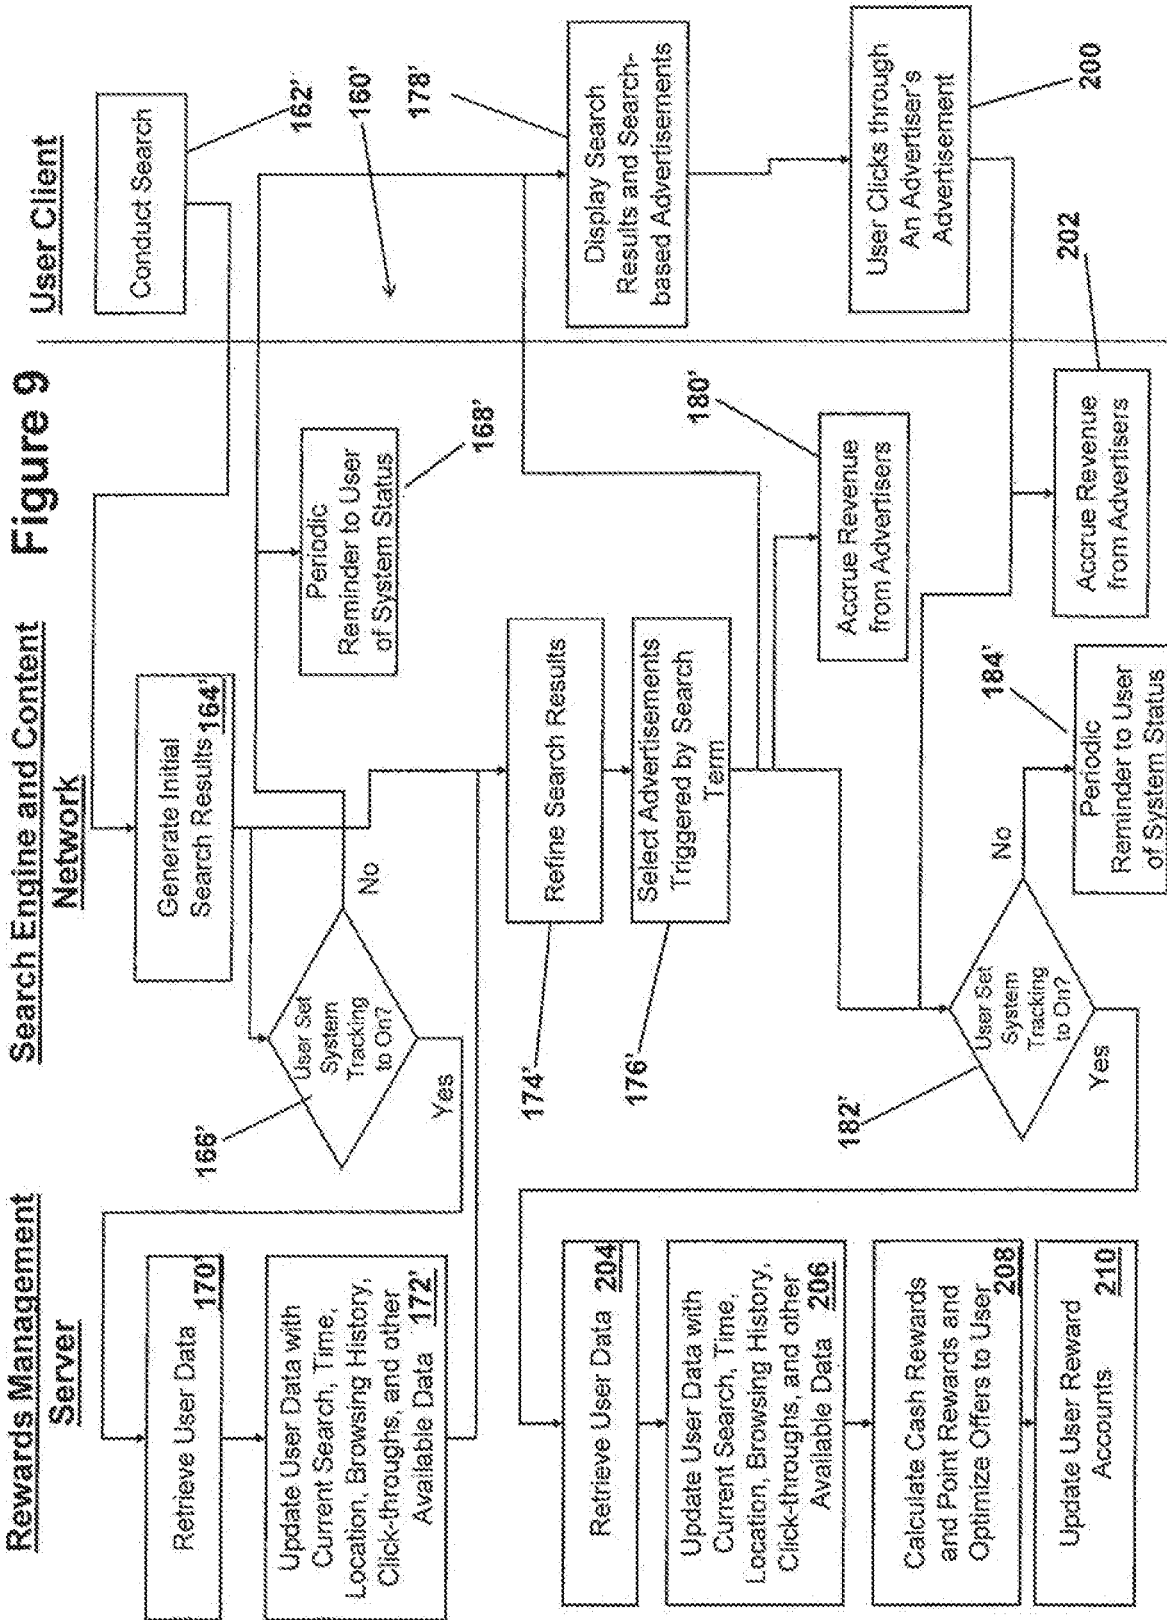 Figure 9
Rewards Management
Server
Search Engine and Content
Network
User Client
Conduct Search
162'
Generate Initial
Search Results 164'
160'
166'
User Set
System
Tracking
to On?
No
Yes
Periodic
Reminder to User
of System Status
168'
Retrieve User Data
170'
Update User Data with
Current Search, Time,
Location, Browsing History,
Click-throughs, and other
Available Data 172'
Refine Search Results
174'
Select Advertisements
Triggered by Search
Term
176'
178'
Display Search
Results and Search-
based Advertisements
180'
Accrue Revenue
from Advertisers
User Clicks through
An Advertiser's
Advertisement
200
202
Accrue Revenue
from Advertisers
182'
User Set
System
Tracking
to On?
No
Yes
184'
Periodic
Reminder to User
of System Status
Retrieve User Data 204
Update User Data with
Current Search, Time,
Location, Browsing History,
Click-throughs, and other
Available Data 206
Calculate Cash Rewards
and Point Rewards and
Optimize Offers to User
208
Update User Reward
Accounts 210